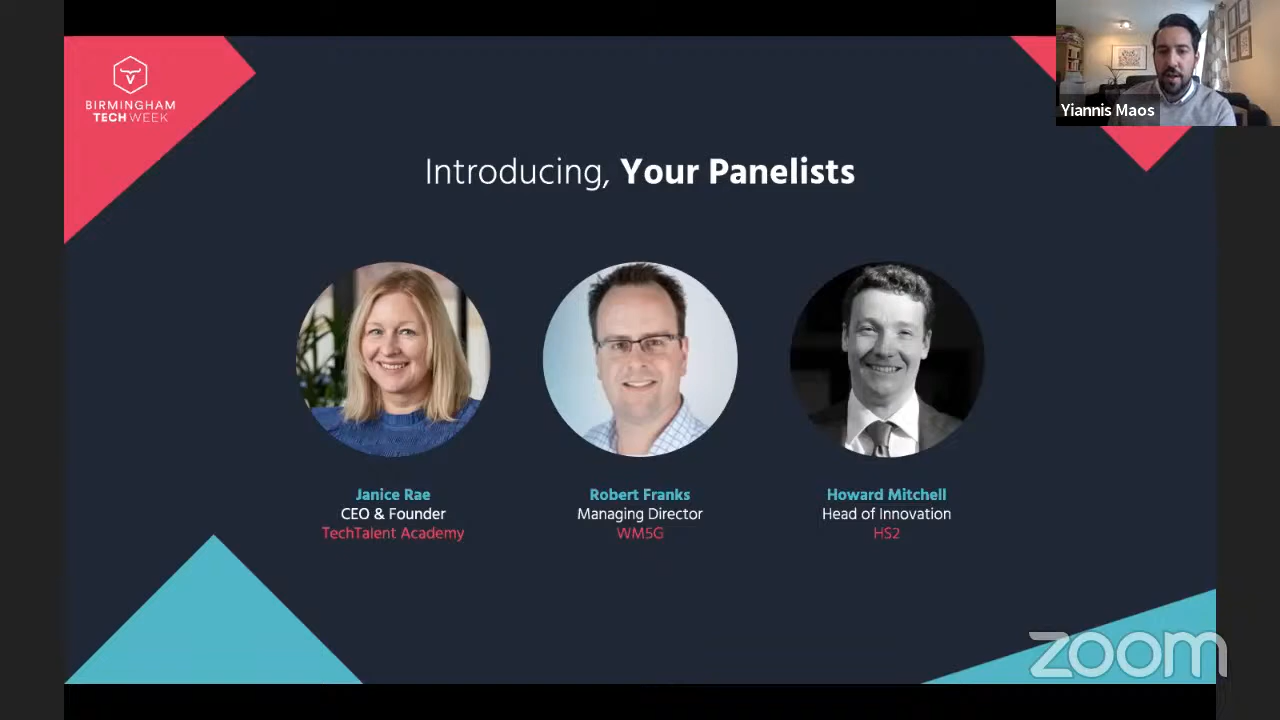 BIRMINGHAM
TECH WEEK
Yiannis Maos
Introducing, Your Panelists
Janice Rae
CEO & Founder
TechTalent Academy
Robert Franks
Managing Director
WM5G
Howard Mitchell
Head of Innovation
HS2
zoom